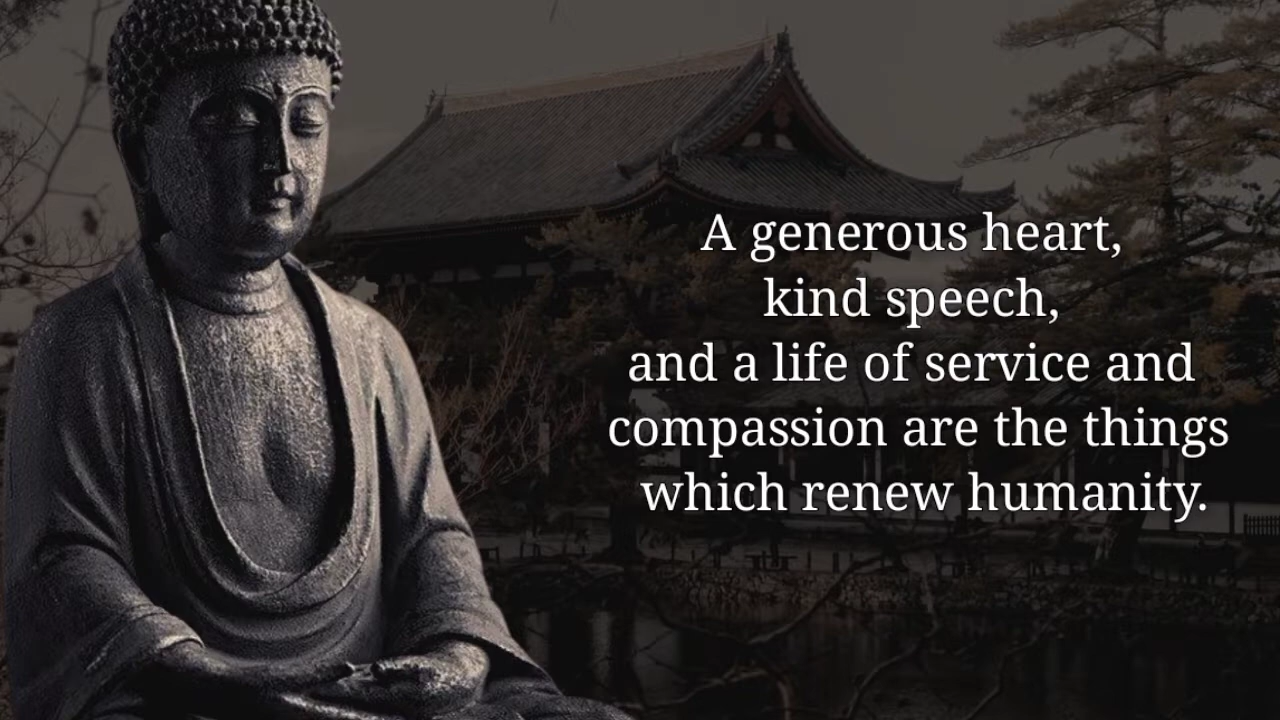 A generous heart,
kind speech,
and a life of service and
compassion are the things
which renew humanity.